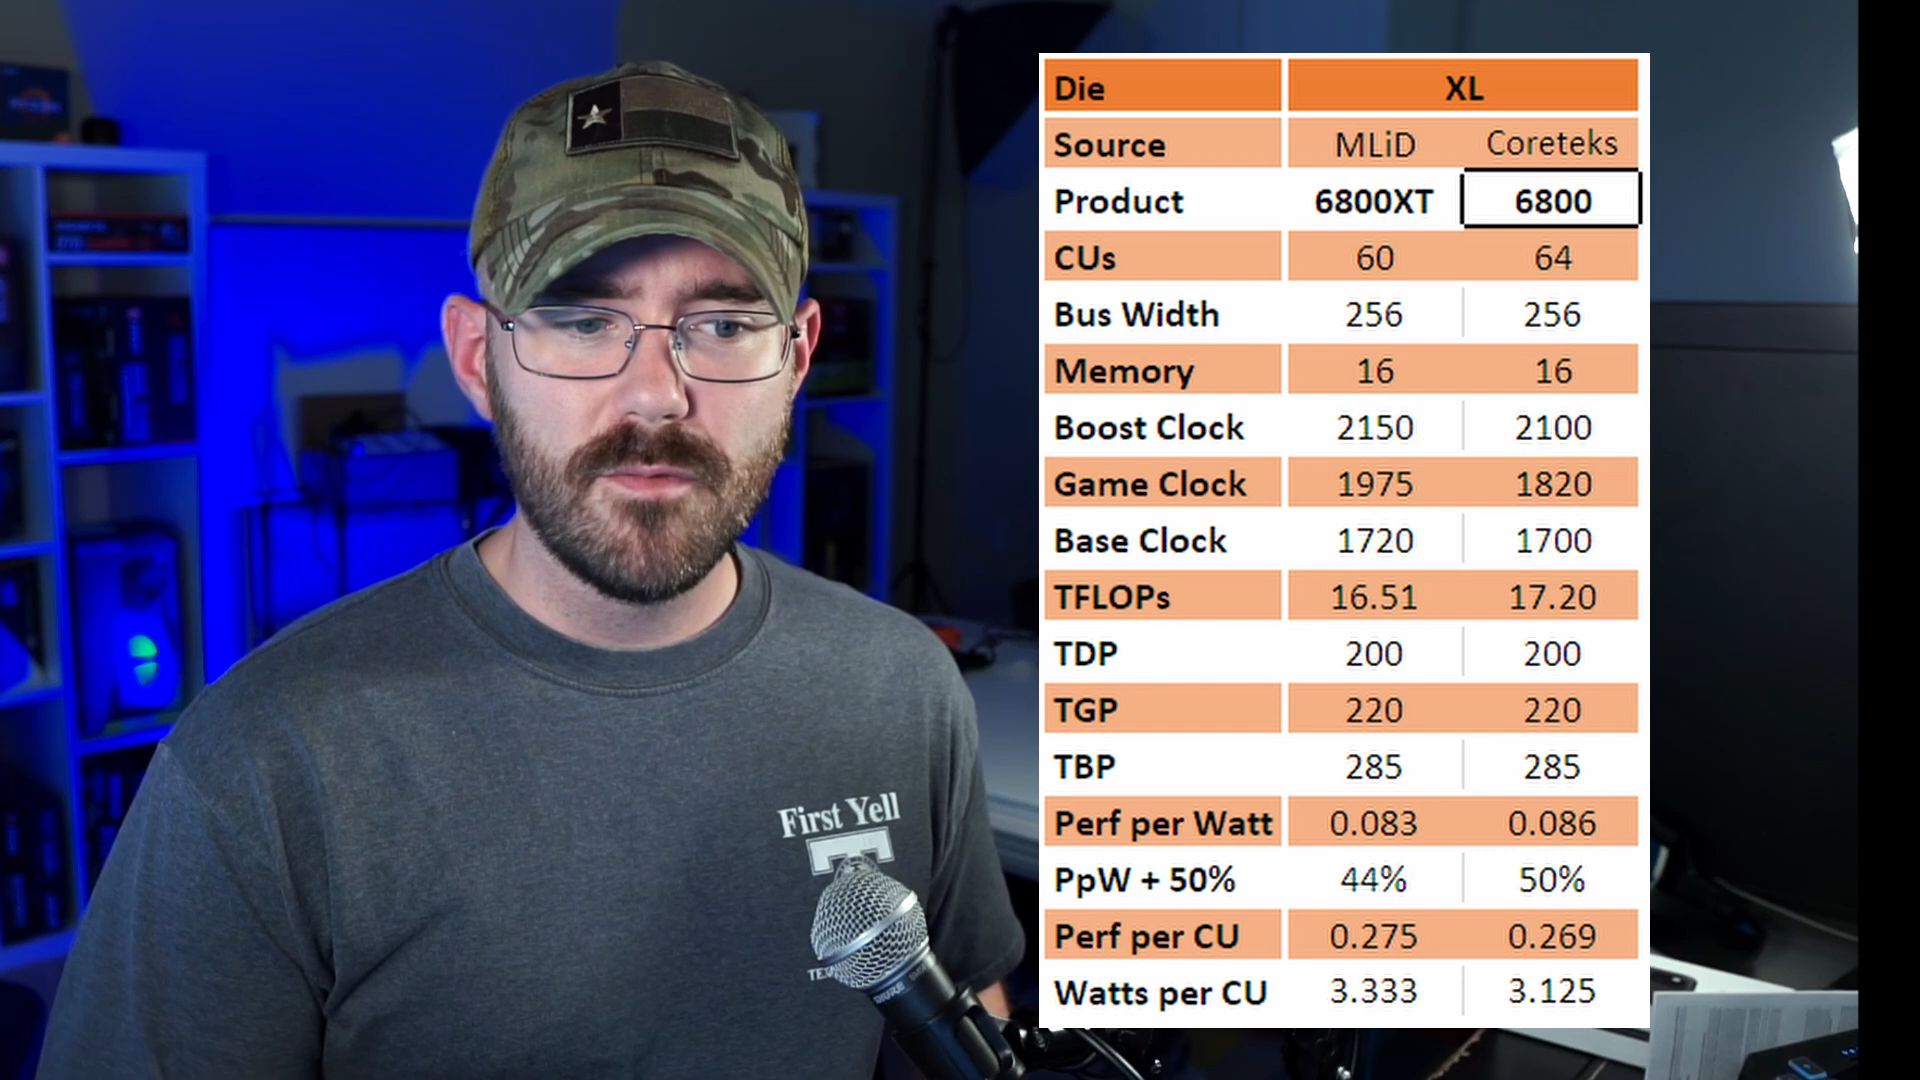 Die XL
Source MLiD Coreteks
Product 6800XT 6800
CUs 60 64
Bus Width 256 256
Memory 16 16
Boost Clock 2150 2100
Game Clock 1975 1820
Base Clock 1720 1700
TFLOPs 16.51 17.20
TDP 200 200
TGP 220 220
TBP 285 285
Perf per Watt 0.083 0.086
PpW + 50% 44% 50%
Perf per CU 0.275 0.269
Watts per CU 3.333 3.125
First Yell
T
SHURE